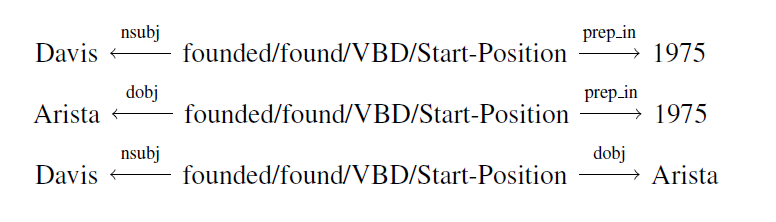 nsubj prep_in
Davis ← founded/found/VBD/Start-Position → 1975
dobj prep_in
Arista ← founded/found/VBD/Start-Position → 1975
nsubj dobj
Davis ← founded/found/VBD/Start-Position → Arista